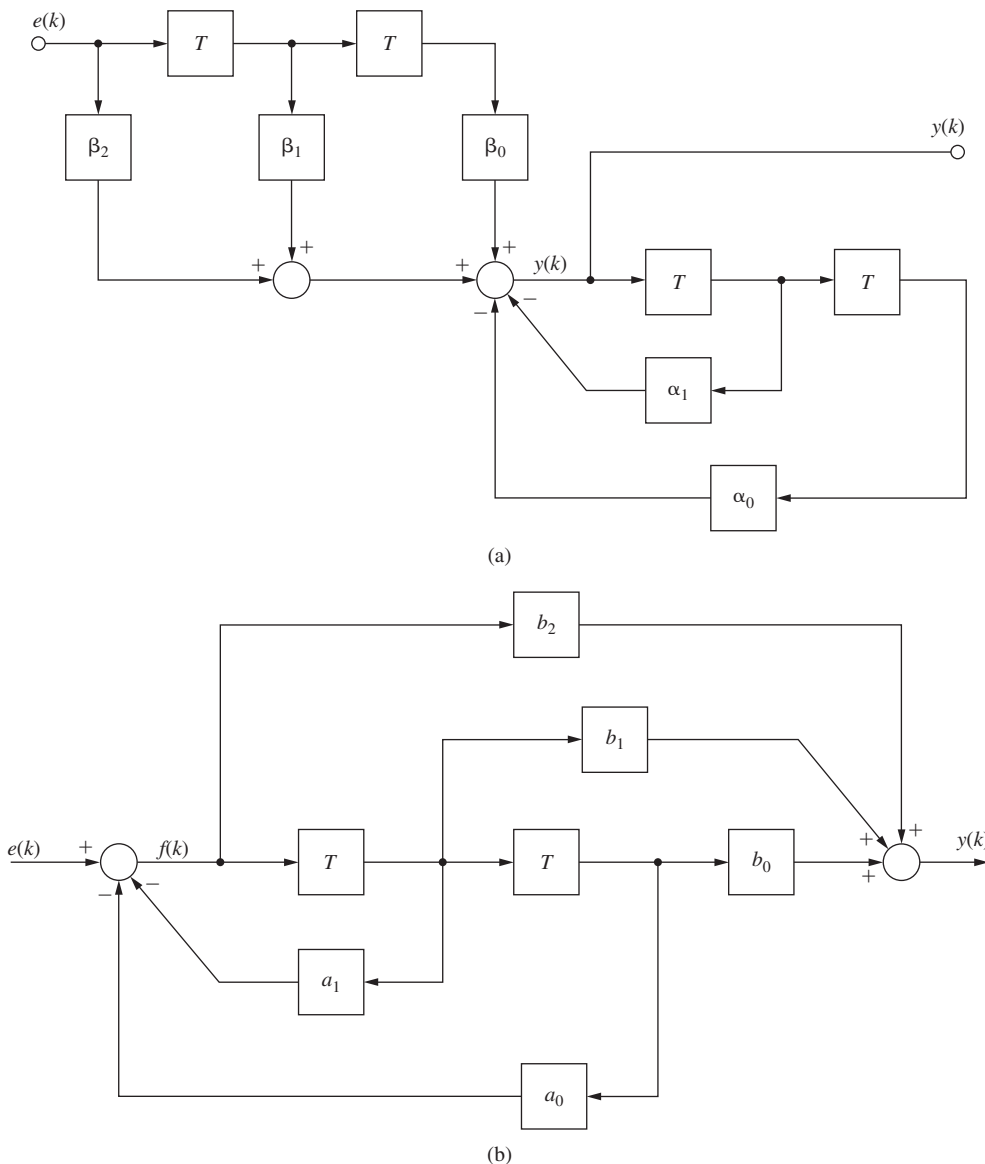 e(k)
T
T
β₂
β₁
β₀
y(k)
+
+
+
+
+
y(k)
−
−
T
T
α₁
α₀
(a)
b₂
b₁
e(k)
+
f(k)
−
−
T
T
b₀
+
+
+
y(k)
a₁
a₀
(b)